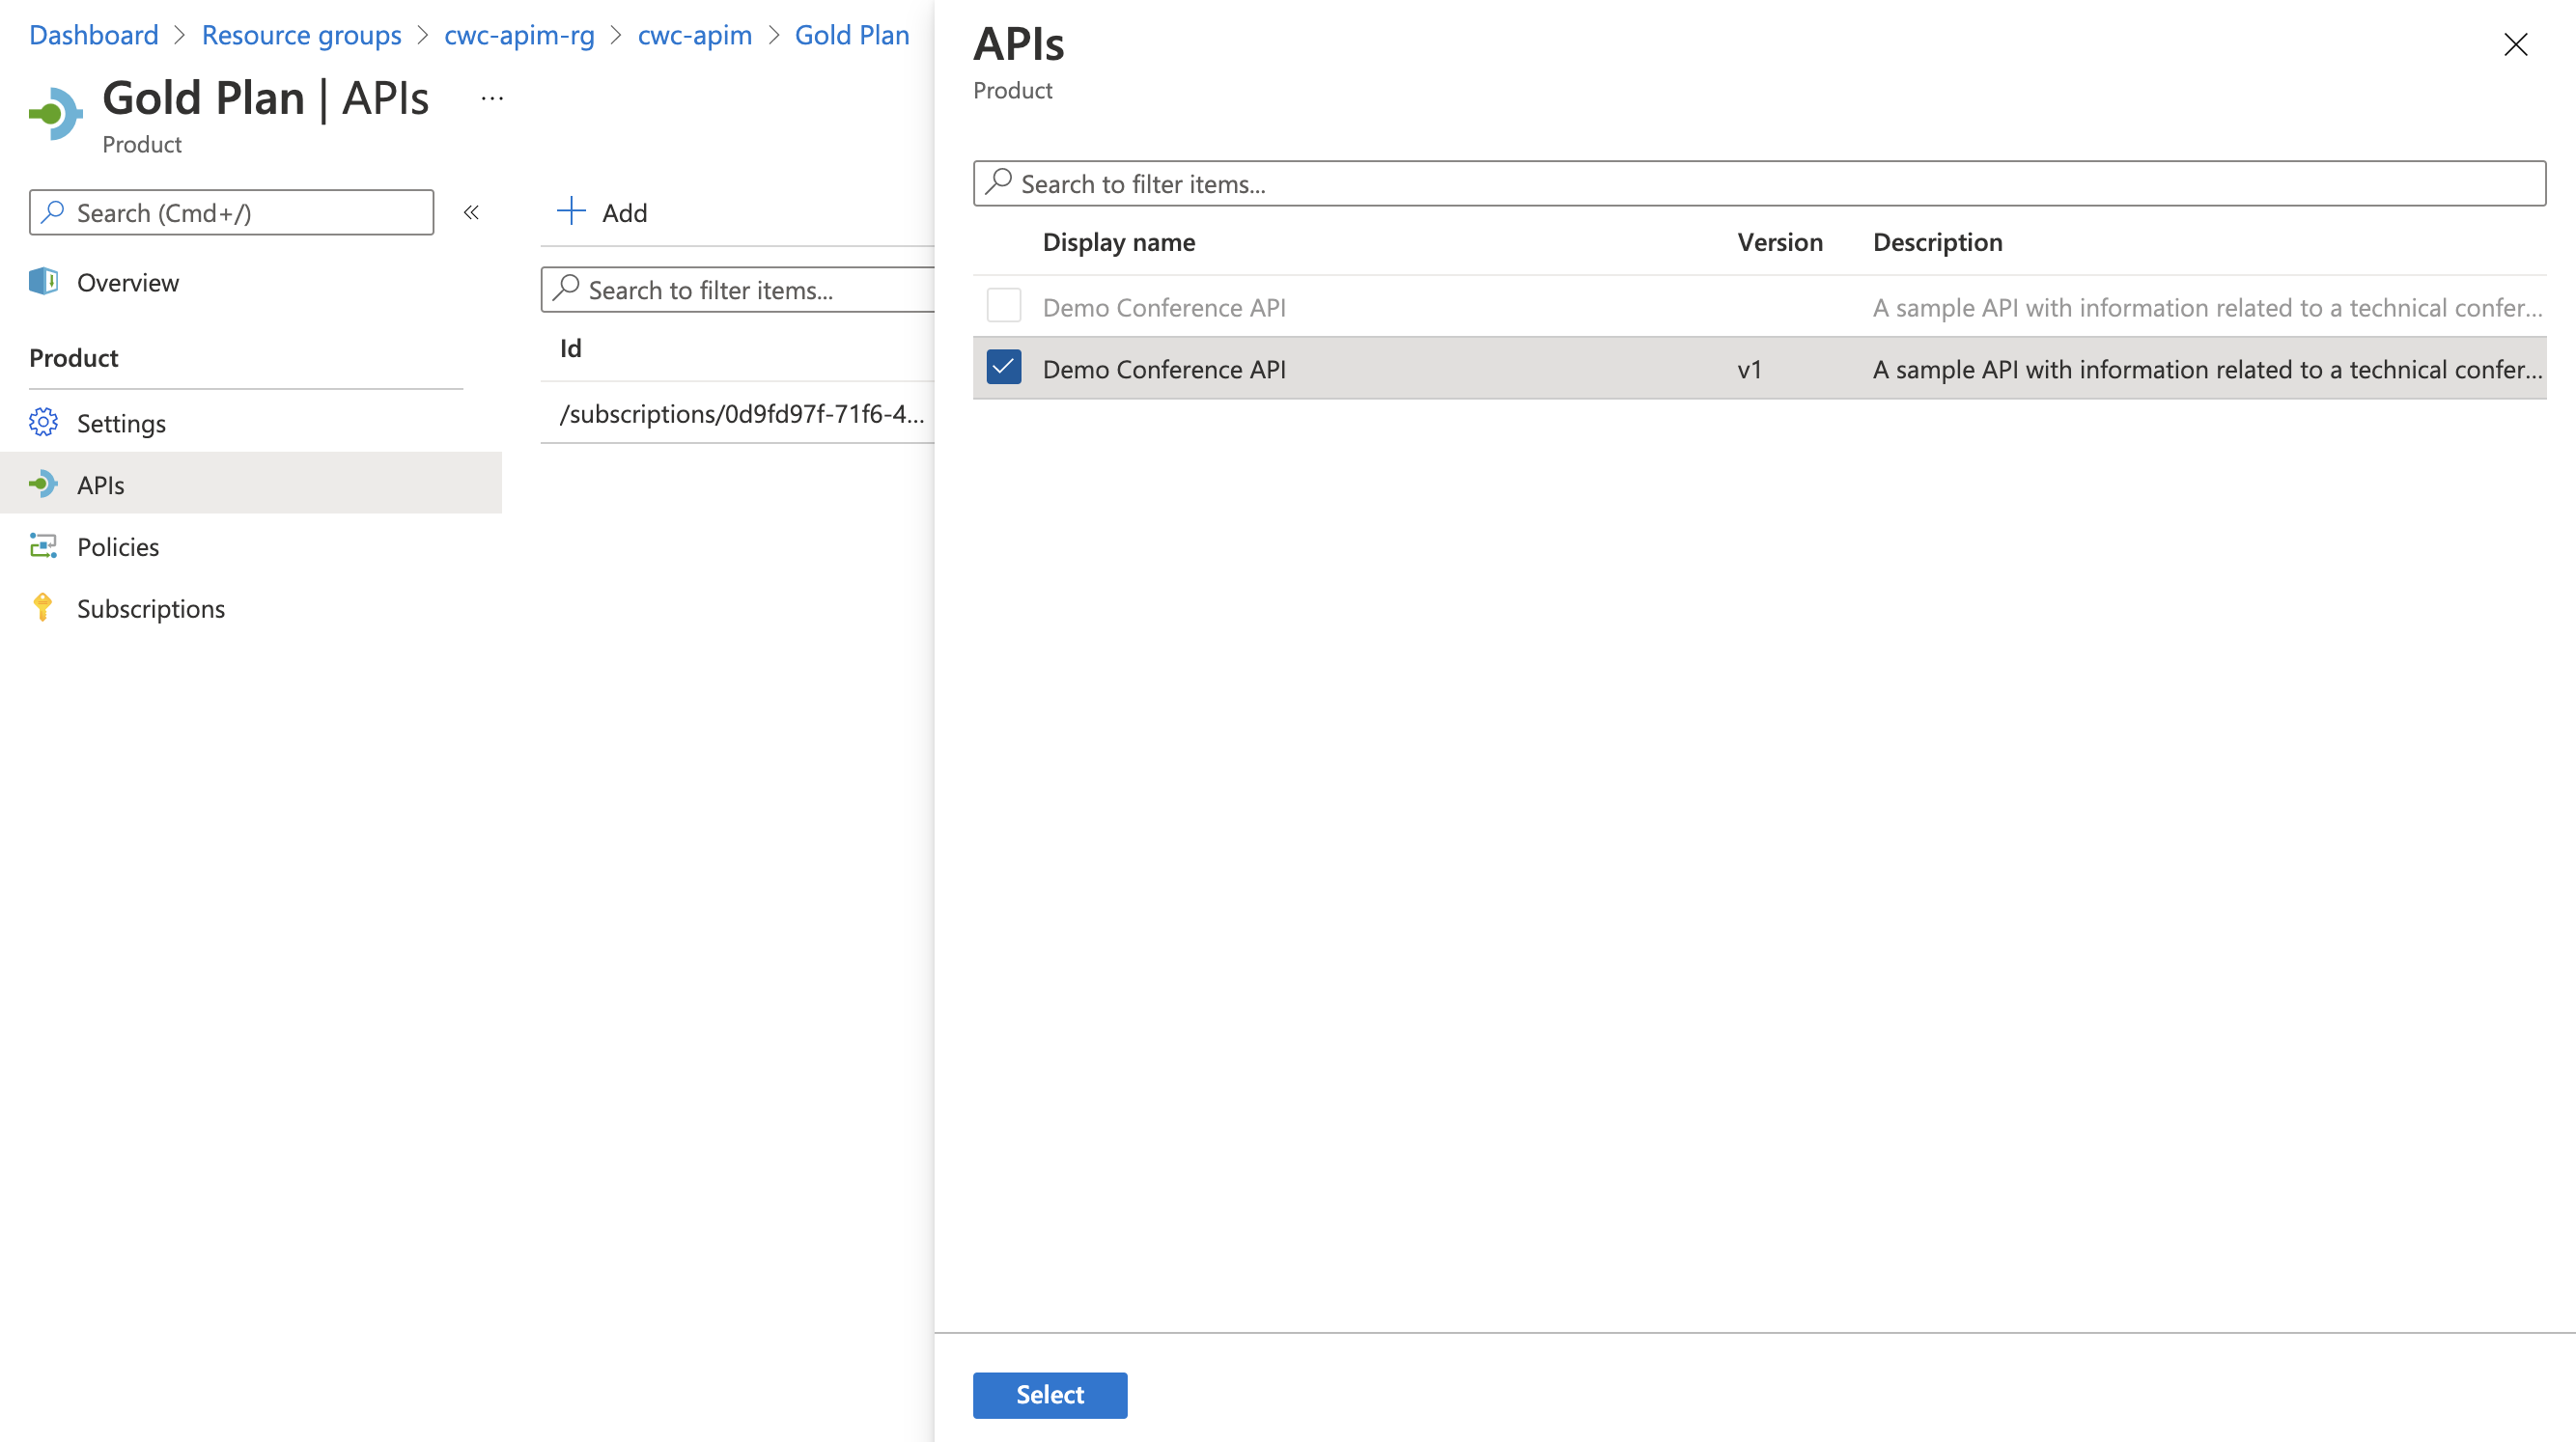 Dashboard > Resource groups > cwc-apim-rg > cwc-apim > Gold Plan
Gold Plan | APIs ...
Product
Search (Cmd+/)
«
Overview
Product
Settings
APIs
Policies
Subscriptions
Add
Search to filter items...
Id
/subscriptions/0d9fd97f-71f6-4...
APIs
Product
Search to filter items...
Display name Version Description
Demo Conference API A sample API with information related to a technical confer...
Demo Conference API v1 A sample API with information related to a technical confer...
Select